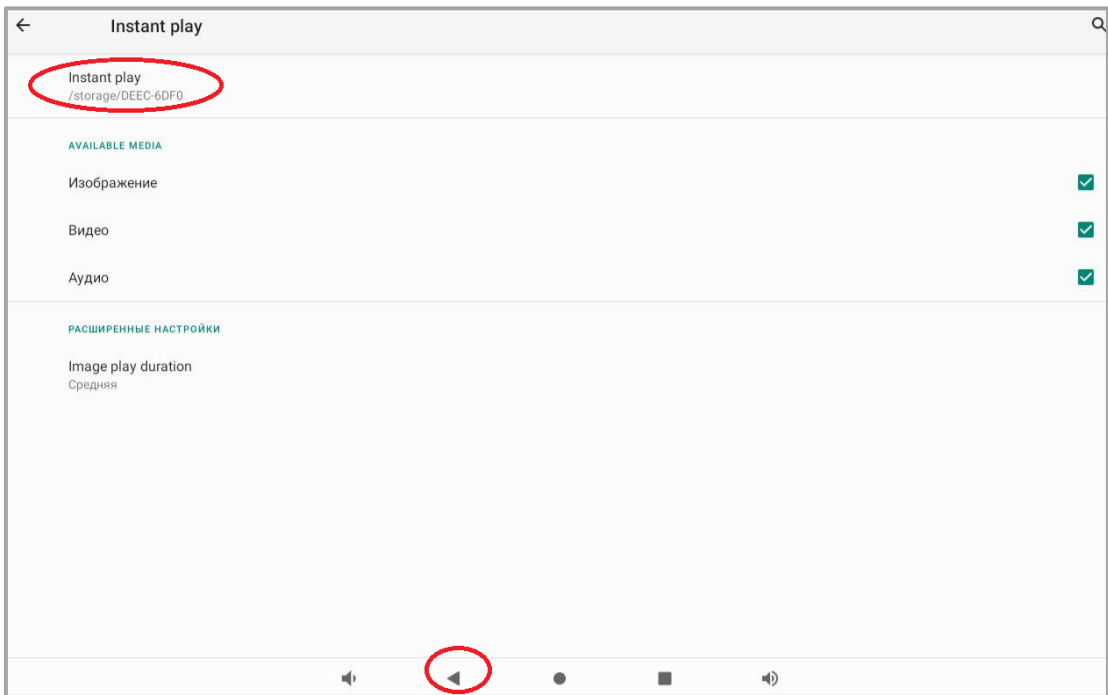 Instant play
Instant play
/storage/DEEC-6DF0
AVAILABLE MEDIA
Изображение
Видео
Аудио
РАСШИРЕННЫЕ НАСТРОЙКИ
Image play duration
Средняя